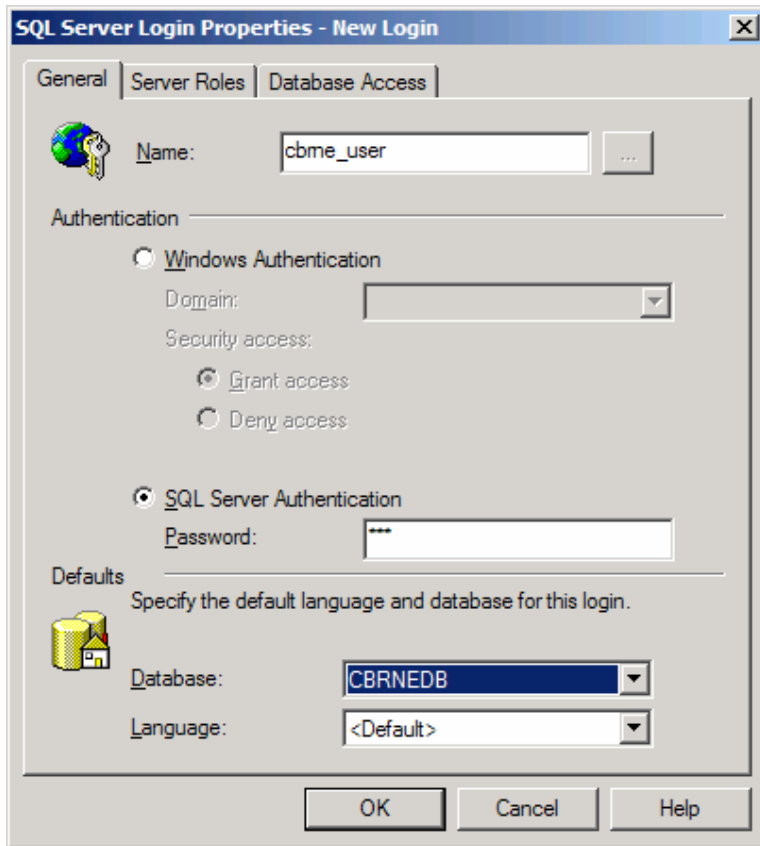 SQL Server Login Properties - New Login
General
Server Roles
Database Access
Name:
cbrne_user
...
Authentication
Windows Authentication
Domain:
Security access:
Grant access
Deny access
SQL Server Authentication
Password:
***
Defaults
Specify the default language and database for this login.
Database:
CBRNEDB
Language:
<Default>
OK
Cancel
Help